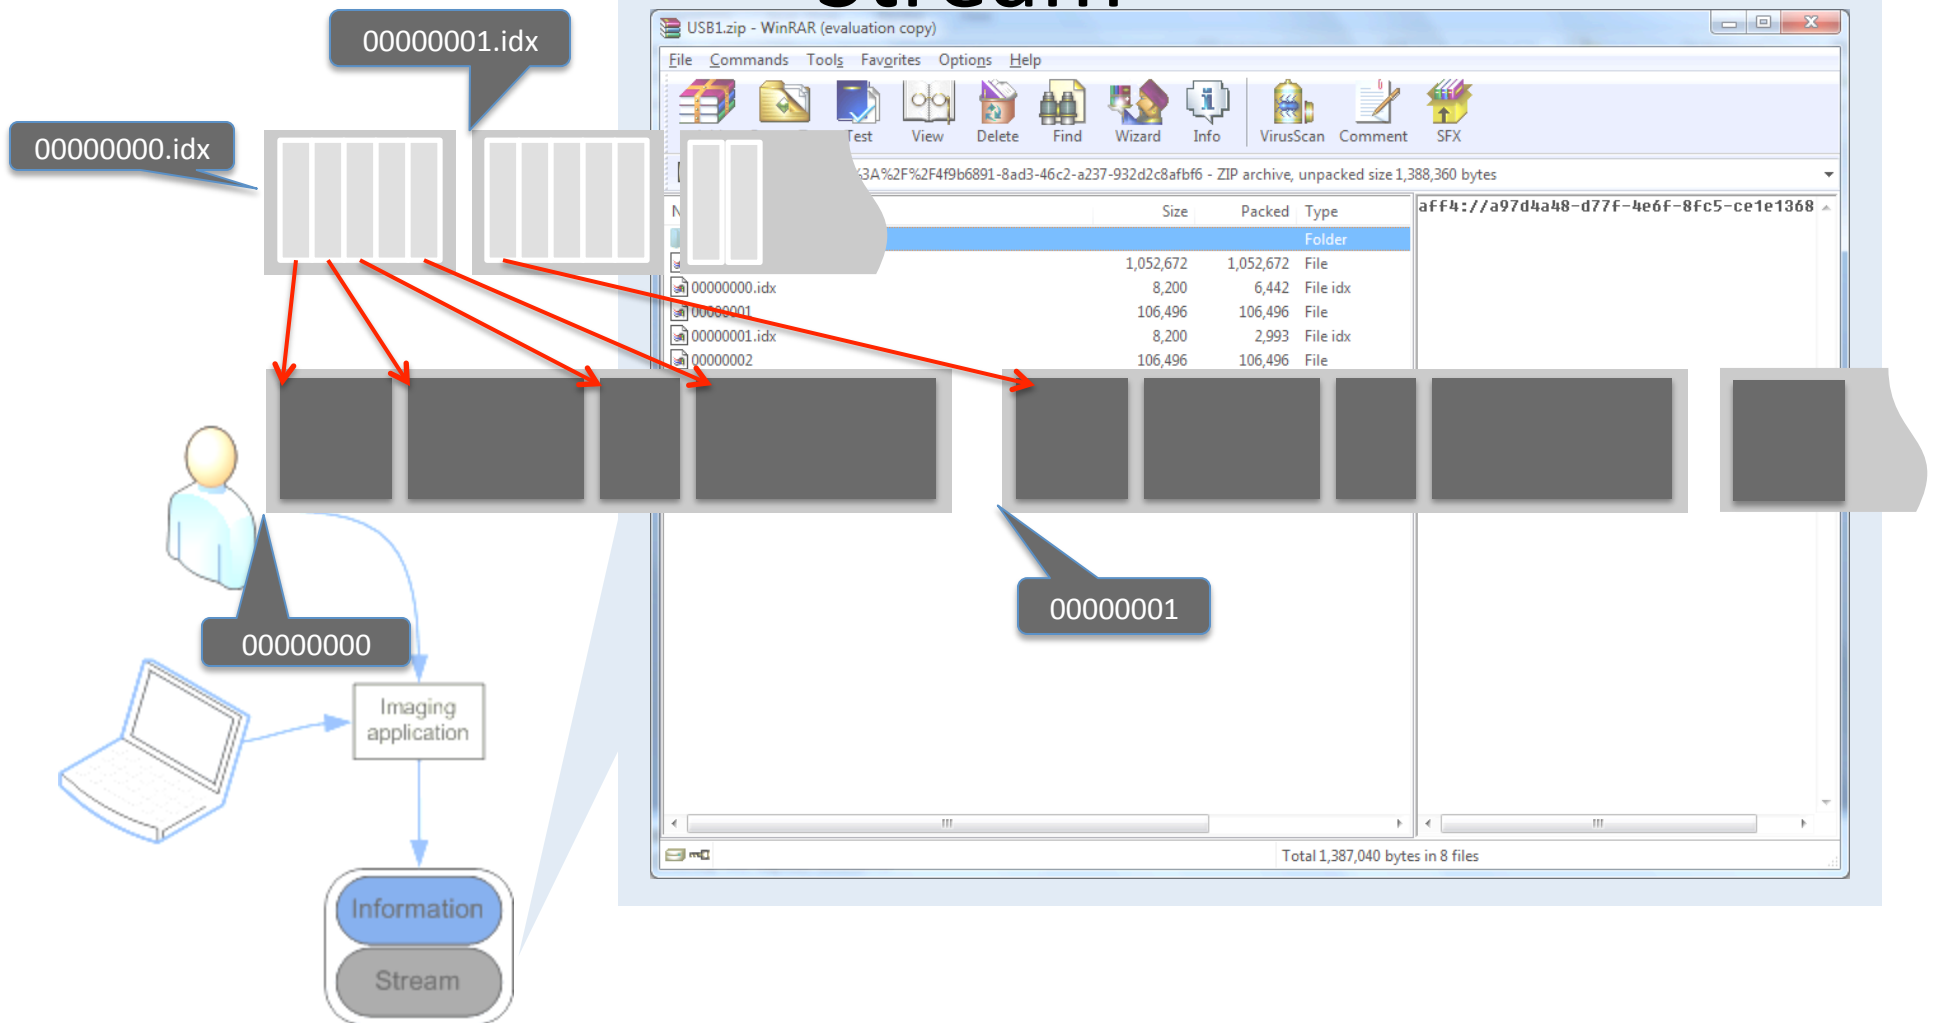 Stream
00000001.idx
00000000.idx
USB1.zip - WinRAR (evaluation copy)
File Commands Tools Favorites Options Help
Test View Delete Find Wizard Info VirusScan Comment SFX
%3A%2F%2F4f9b6891-8ad3-46c2-a237-932d2c8afbf6 - ZIP archive, unpacked size 1,388,360 bytes
Size Packed Type
aff4://a97d4a48-d77f-4e6f-8fc5-ce1e1368
Folder
1,052,672 1,052,672 File
00000000.idx 8,200 6,442 File idx
00000001 106,496 106,496 File
00000001.idx 8,200 2,993 File idx
00000002 106,496 106,496 File
00000001
00000000
Imaging
application
Total 1,387,040 bytes in 8 files
Information
Stream